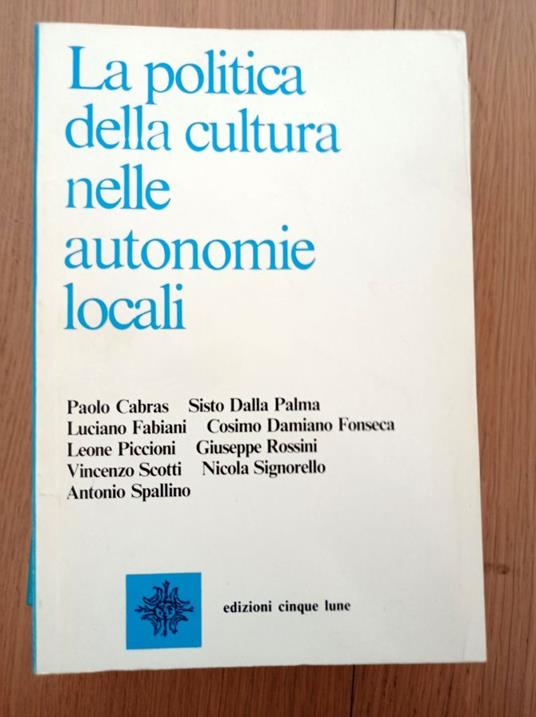 La politica
della cultura
nelle
autonomie
locali
Paolo Cabras Sisto Dalla Palma
Luciano Fabiani Cosimo Damiano Fonseca
Leone Piccioni Giuseppe Rossini
Vincenzo Scotti Nicola Signorello
Antonio Spallino
edizioni cinque lune